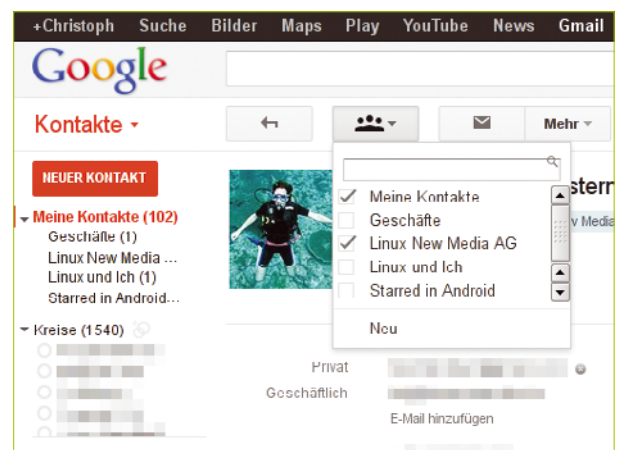 +Christoph Suche Bilder Maps Play YouTube News Gmail
Google
Kontakte
Mehr
NEUER KONTAKT
Meine Kontakte (102)
Geschäfte (1)
Linux New Media ...
Linux und Ich (1)
Starred in Android...
Kreise (1540)
Meine Kontakte
Geschäfte
Linux New Media AG
Linux und Ich
Starred in Android
Neu
stern
v Media
Privat
Geschäftlich
E-Mail hinzufügen